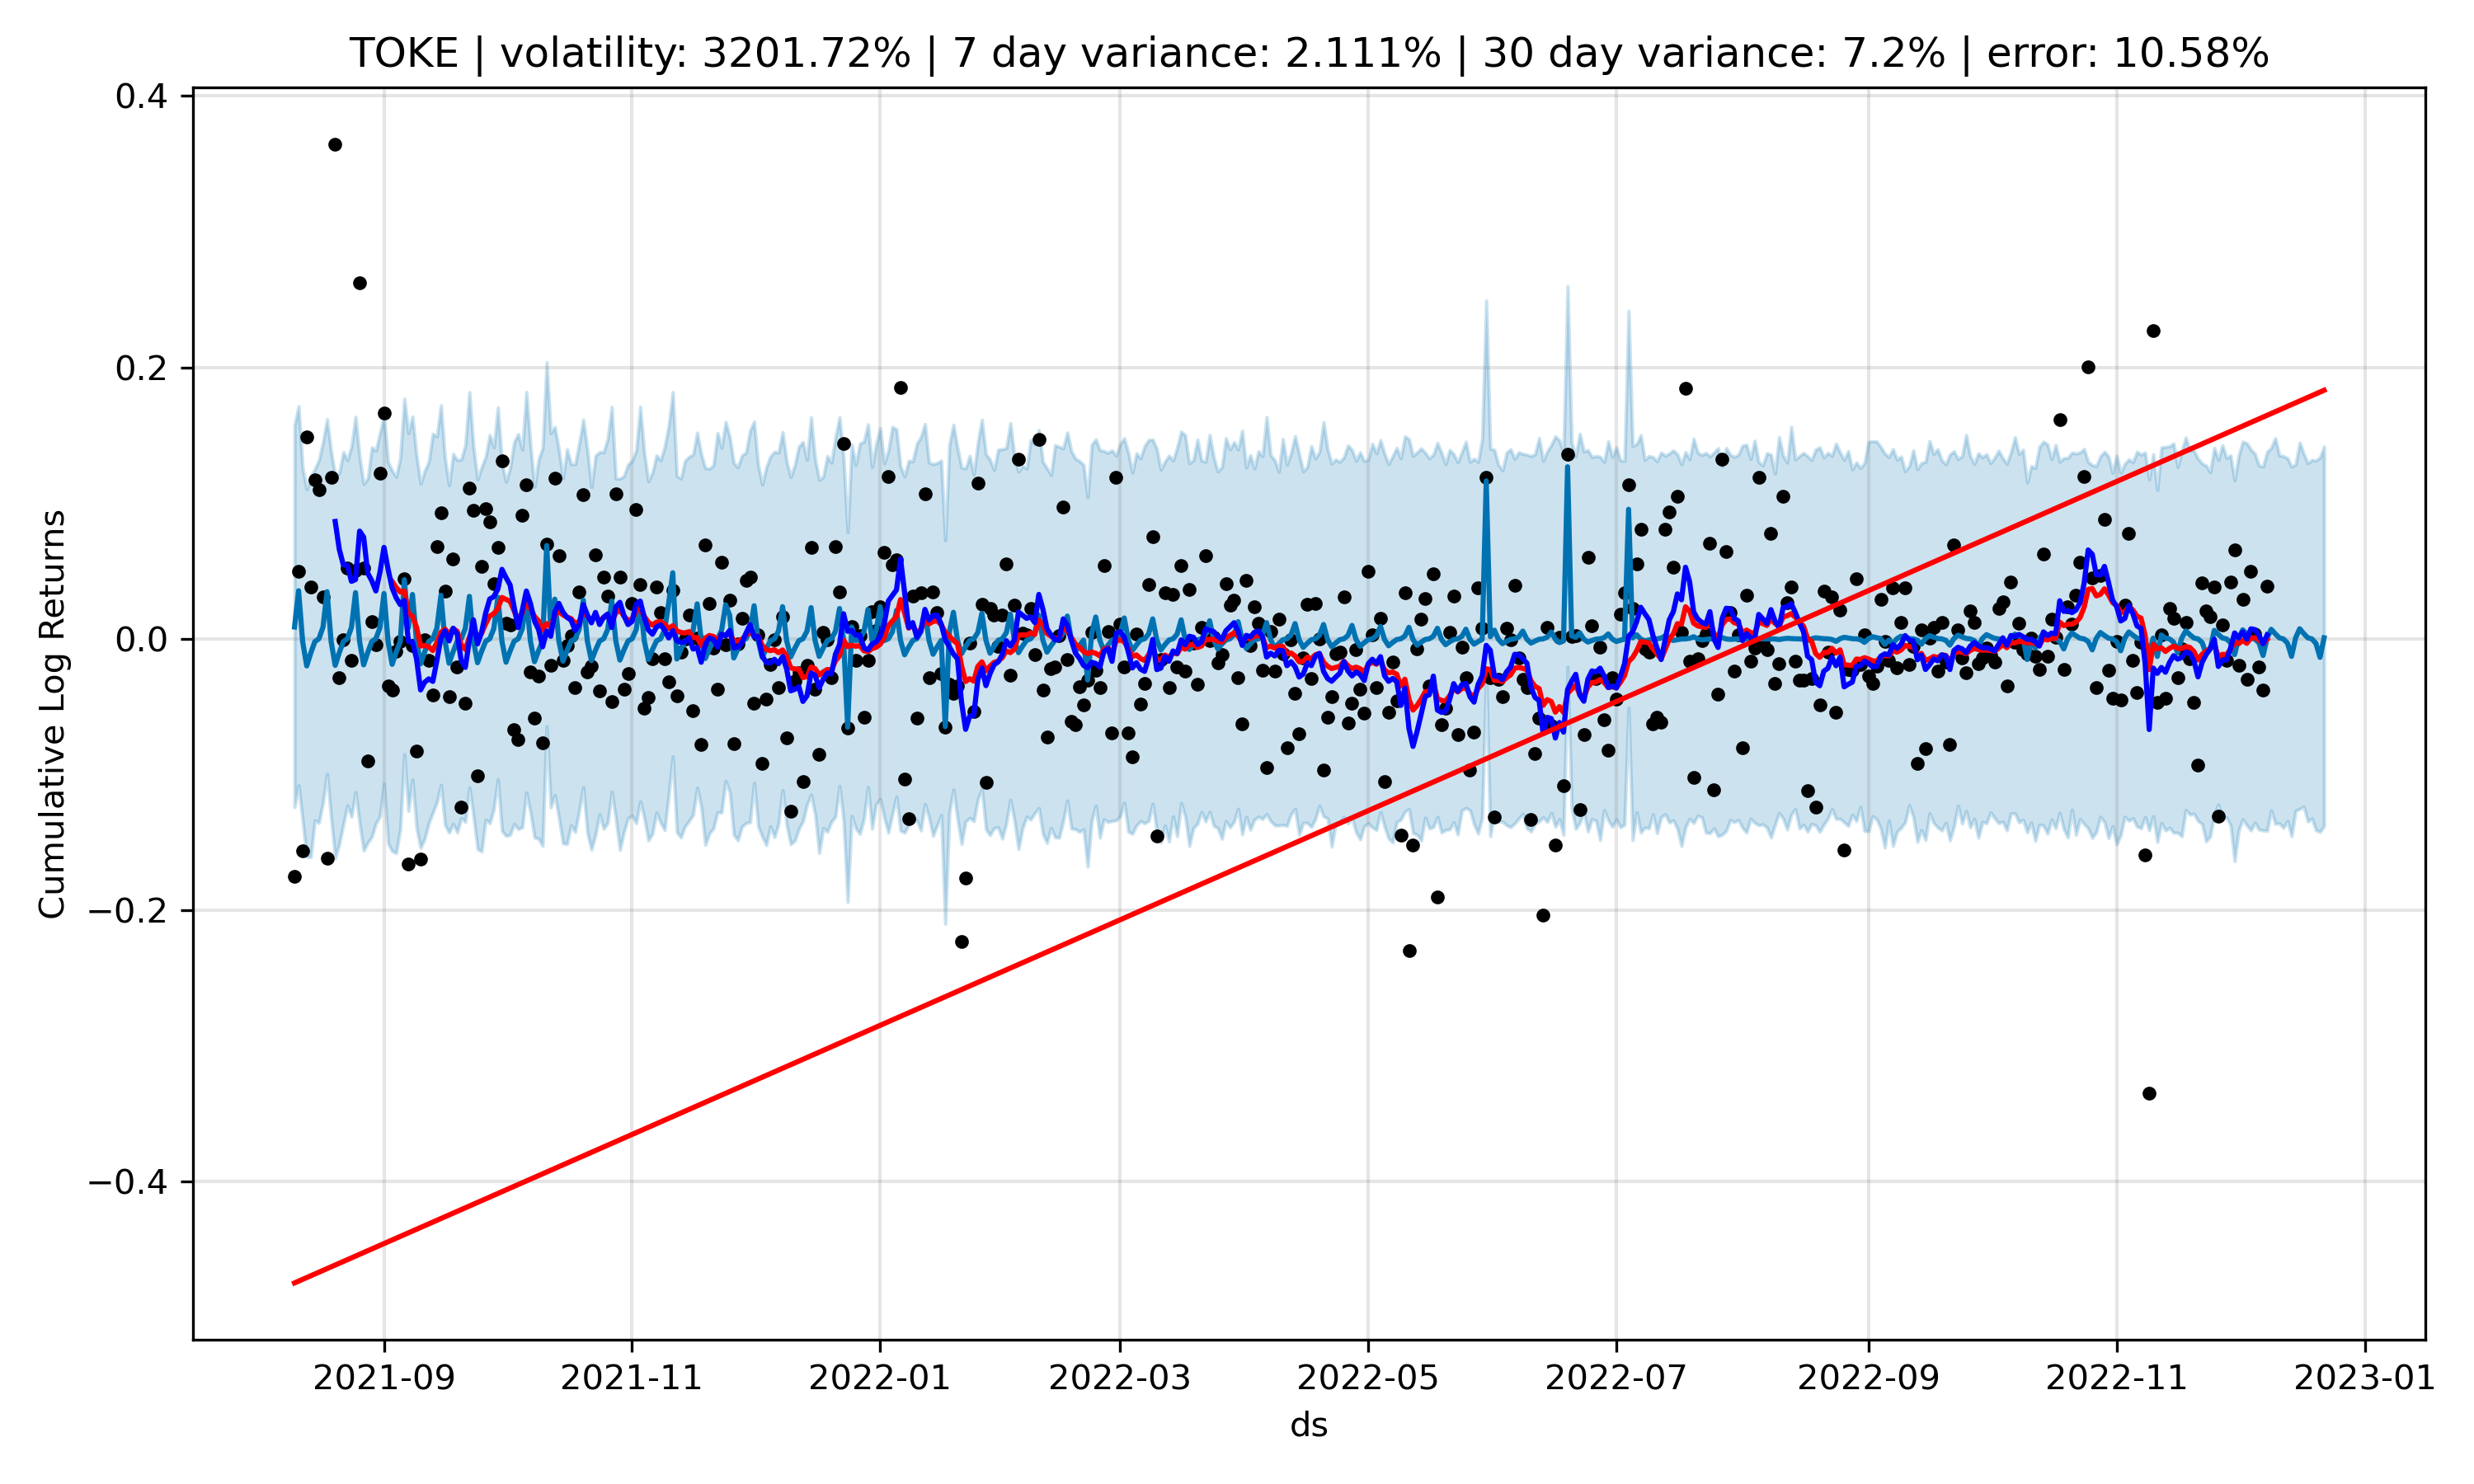 TOKE | volatility: 3201.72% | 7 day variance: 2.111% | 30 day variance: 7.2% | error: 10.58%
0.4
0.2
0.0
−0.2
−0.4
Cumulative Log Returns
2021-09 2021-11 2022-01 2022-03 2022-05 2022-07 2022-09 2022-11 2023-01
ds